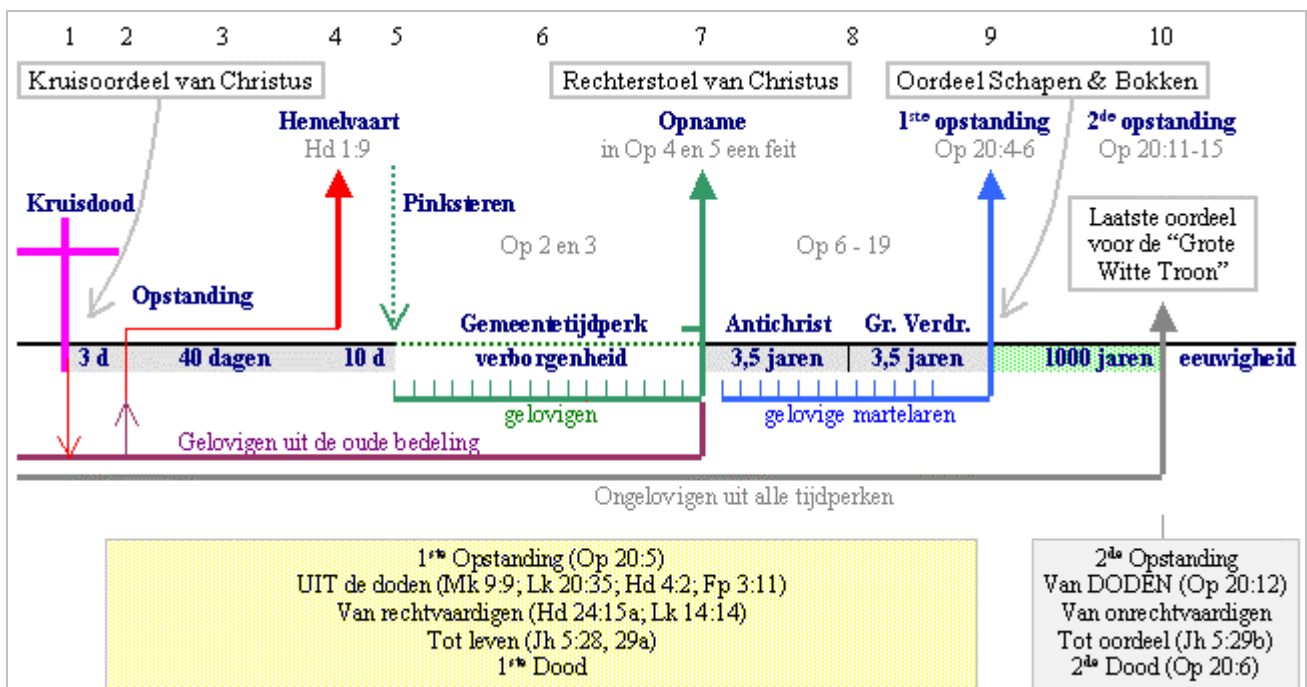 1 2 3 4 5 6 7 8 9 10
Kruisoordeel van Christus Rechterstoel van Christus Oordeel Schapen & Bokken
Hemelvaart Opname 1ste opstanding 2de opstanding
Hd 1:9 in Op 4 en 5 een feit Op 20:4-6 Op 20:11-15
Kruisdood Pinksteren
Laatste oordeel
voor de “Grote
Witte Troon”
Op 2 en 3 Op 6 - 19
Opstanding
Gemeentetijdperk Antichrist Gr. Verdr.
3 d 40 dagen 10 d verborgenheid 3,5 jaren 3,5 jaren 1000 jaren eeuwigheid
gelovigen gelovige martelaren
Gelovigen uit de oude bedeling
Ongelovigen uit alle tijdperken
1ste Opstanding (Op 20:5)
UIT de doden (Mk 9:9; Lk 20:35; Hd 4:2; Fp 3:11)
Van rechtvaardigen (Hd 24:15a; Lk 14:14)
Tot leven (Jh 5:28, 29a)
1ste Dood
2de Opstanding
Van DODEN (Op 20:12)
Van onrechtvaardigen
Tot oordeel (Jh 5:29b)
2de Dood (Op 20:6)